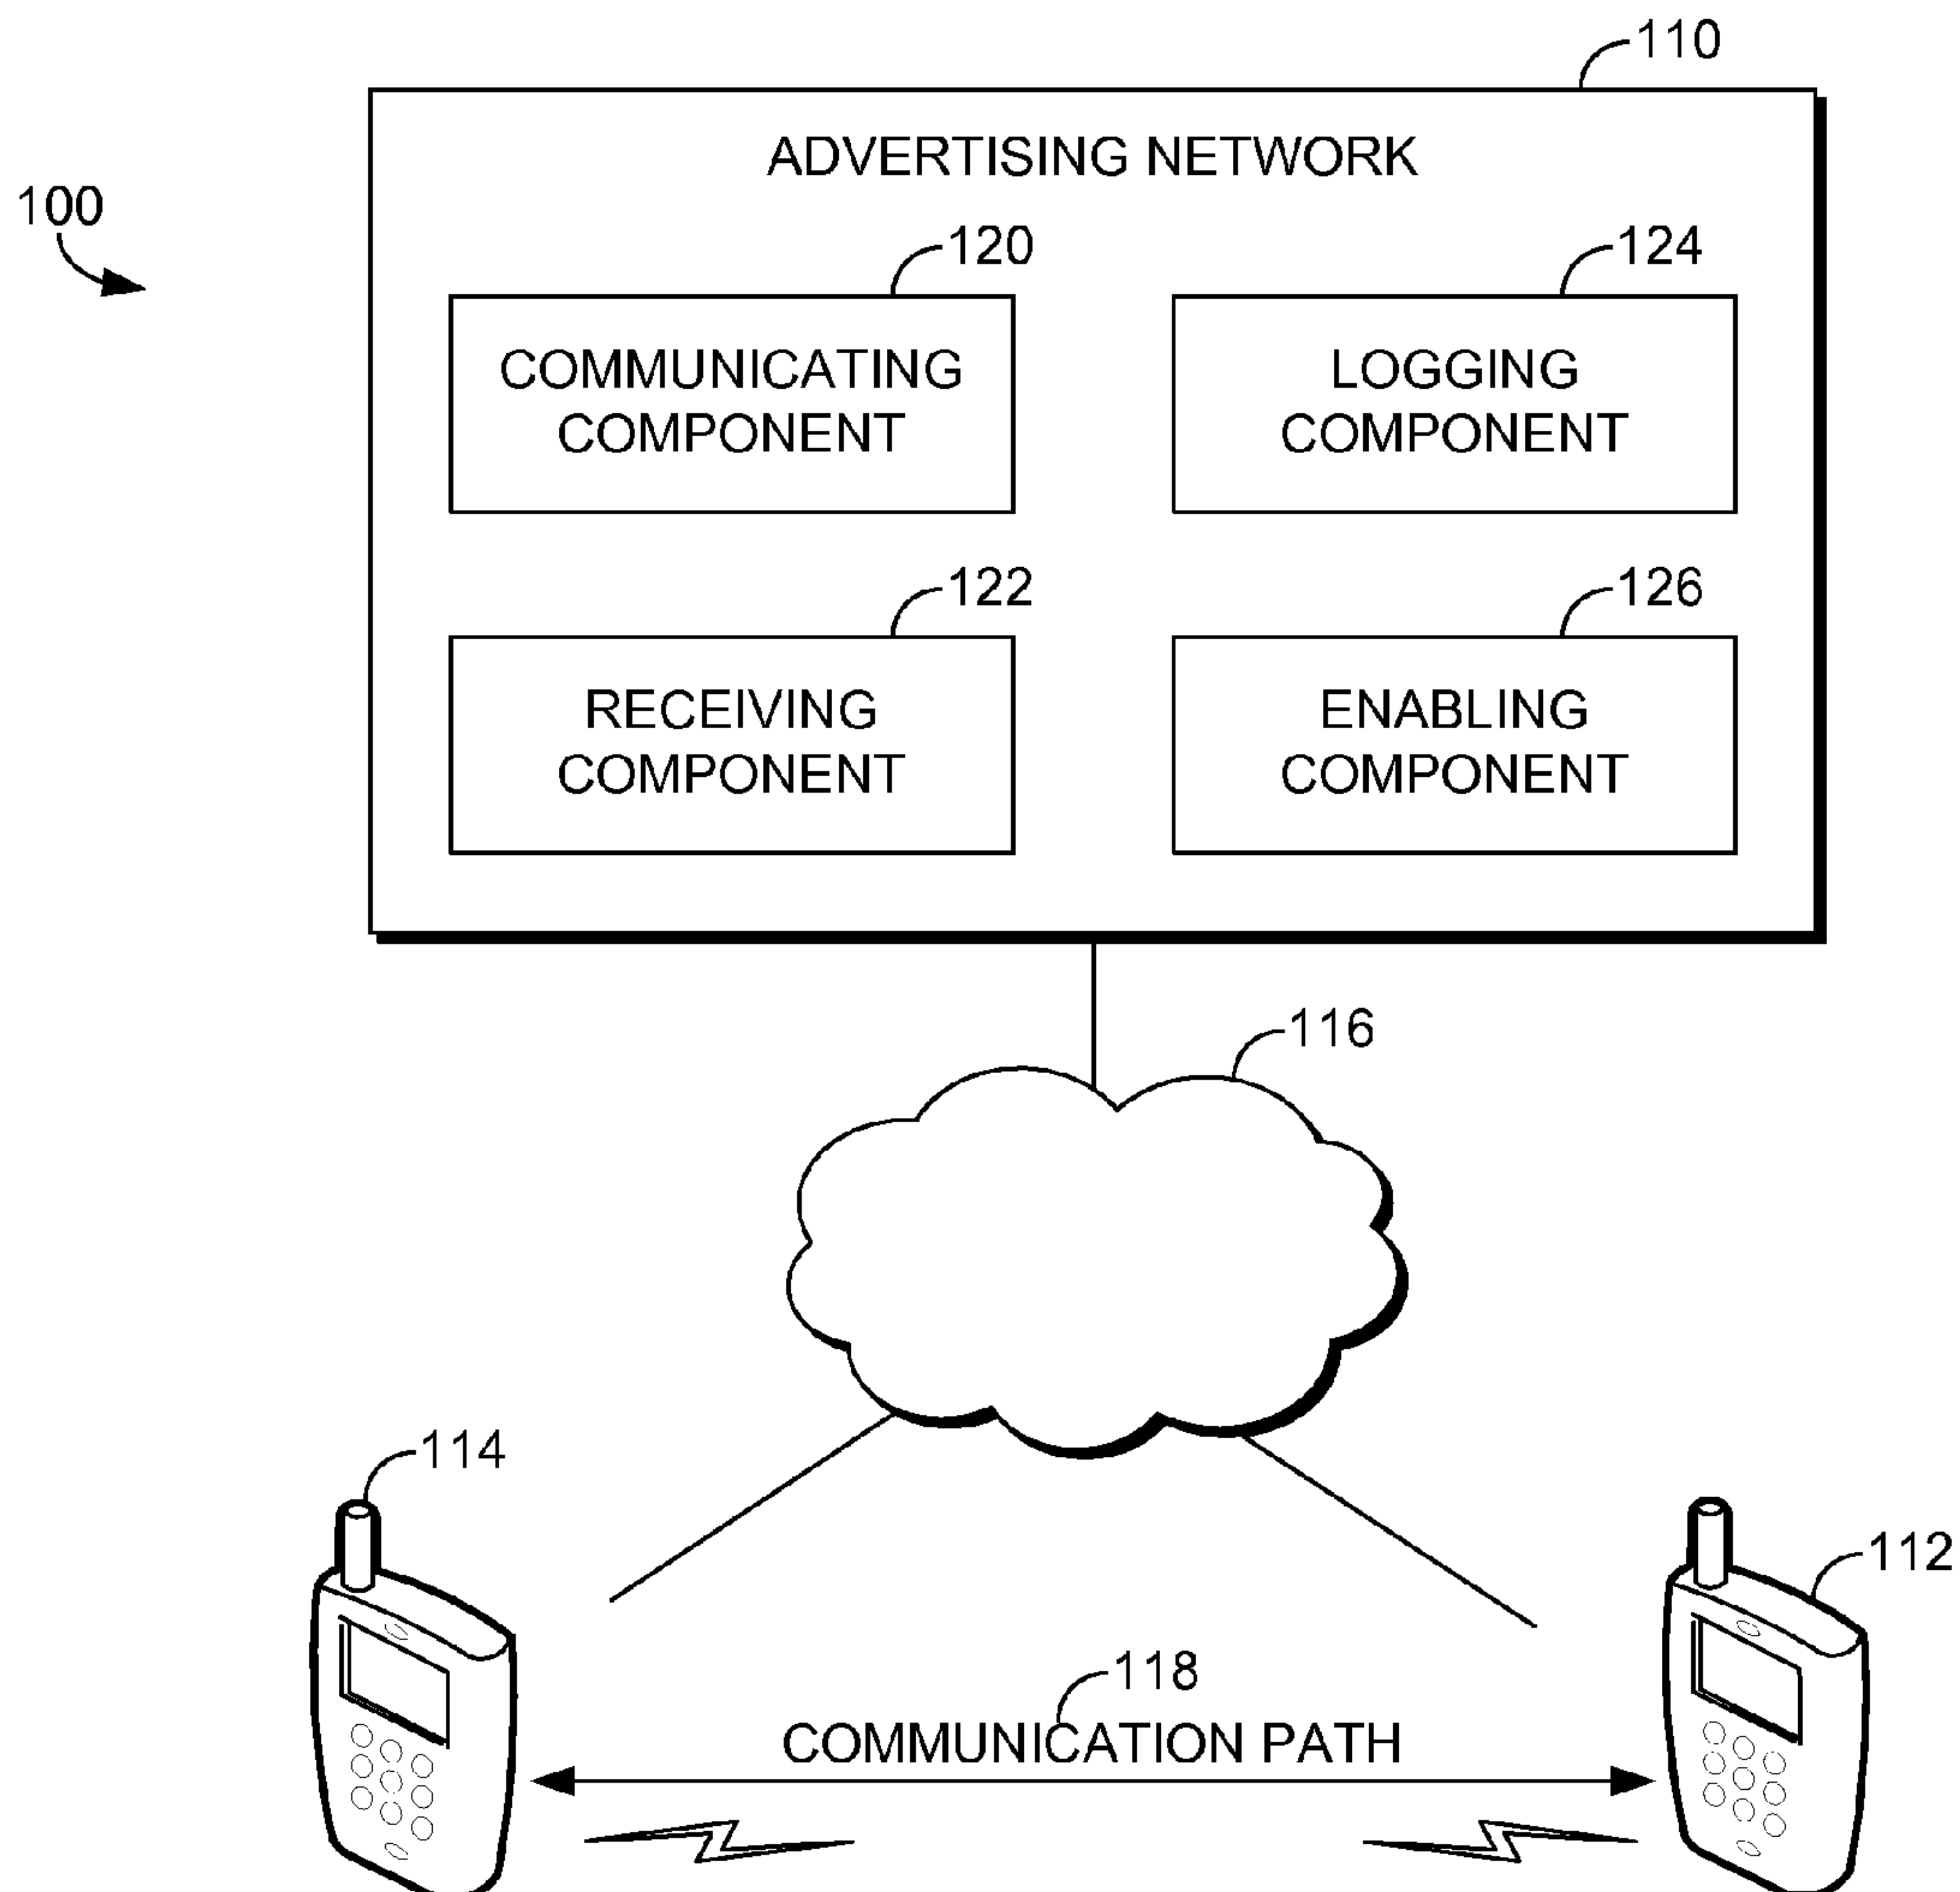 110
ADVERTISING NETWORK
100
120
124
COMMUNICATING
COMPONENT
LOGGING
COMPONENT
122
126
RECEIVING
COMPONENT
ENABLING
COMPONENT
116
114
112
118
COMMUNICATION PATH